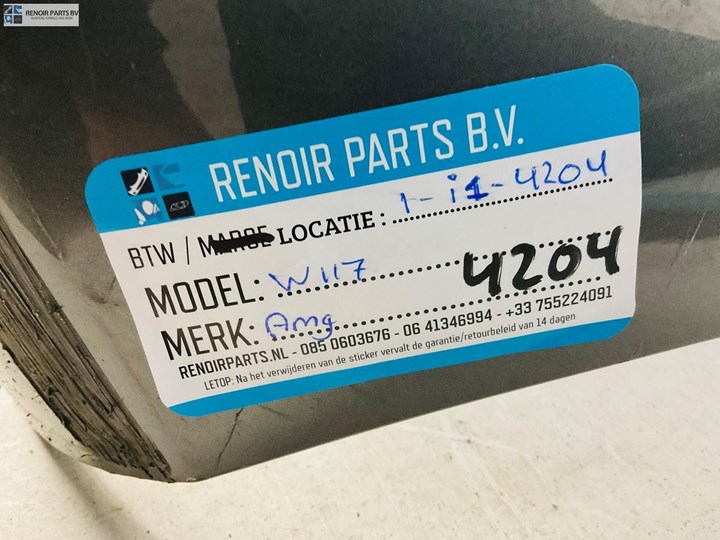 RENOIR PARTS BV
RENOIR PARTS B.V.
BTW / MARGE LOCATIE: 1-i1-4204
MODEL: W117
4204
MERK: Amg
RENOIRPARTS.NL - 085 0603676 - 06 41346994 - +33 755224091
LETOP: Na het verwijderen van de sticker vervalt de garantie/retourbeleid van 14 dagen